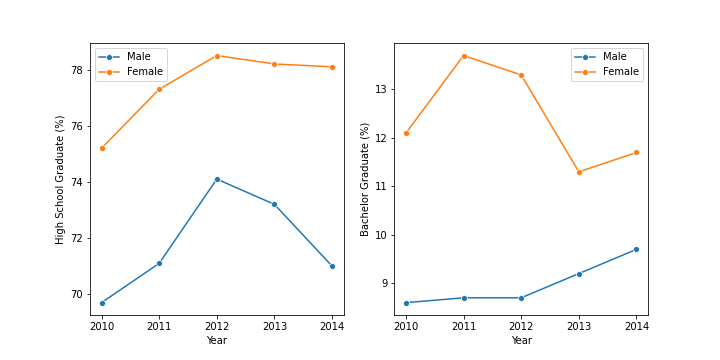 High School Graduate (%)
78
76
74
72
70
Male
Female
2010 2011 2012 2013 2014
Year
Bachelor Graduate (%)
13
12
11
10
9
Male
Female
2010 2011 2012 2013 2014
Year